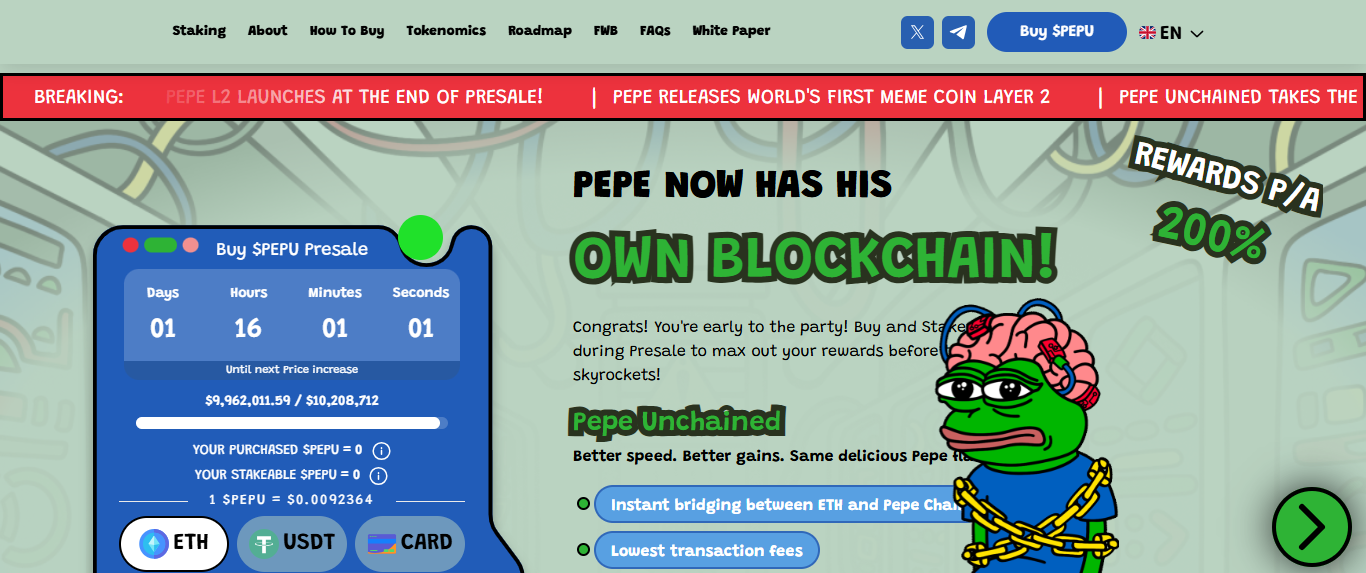 Staking About How To Buy Tokenomics Roadmap FWB FAQs White Paper Buy $PEPU EN
BREAKING: PEPE L2 LAUNCHES AT THE END OF PRESALE! | PEPE RELEASES WORLD'S FIRST MEME COIN LAYER 2 | PEPE UNCHAINED TAKES THE
REWARDS P/A
200%
PEPE NOW HAS HIS
OWN BLOCKCHAIN!
Congrats! You're early to the party! Buy and Stake
during Presale to max out your rewards before
skyrockets!
Pepe Unchained
Better speed. Better gains. Same delicious Pepe
Instant bridging between ETH and Pepe
Lowest transaction fees
Buy $PEPU Presale
Days Hours Minutes Seconds
01 16 01 01
Until next Price increase
$9,962,011.59 / $10,208,712
YOUR PURCHASED $PEPU = 0
YOUR STAKEABLE $PEPU = 0
1 $PEPU = $0.0092364
ETH USDT CARD